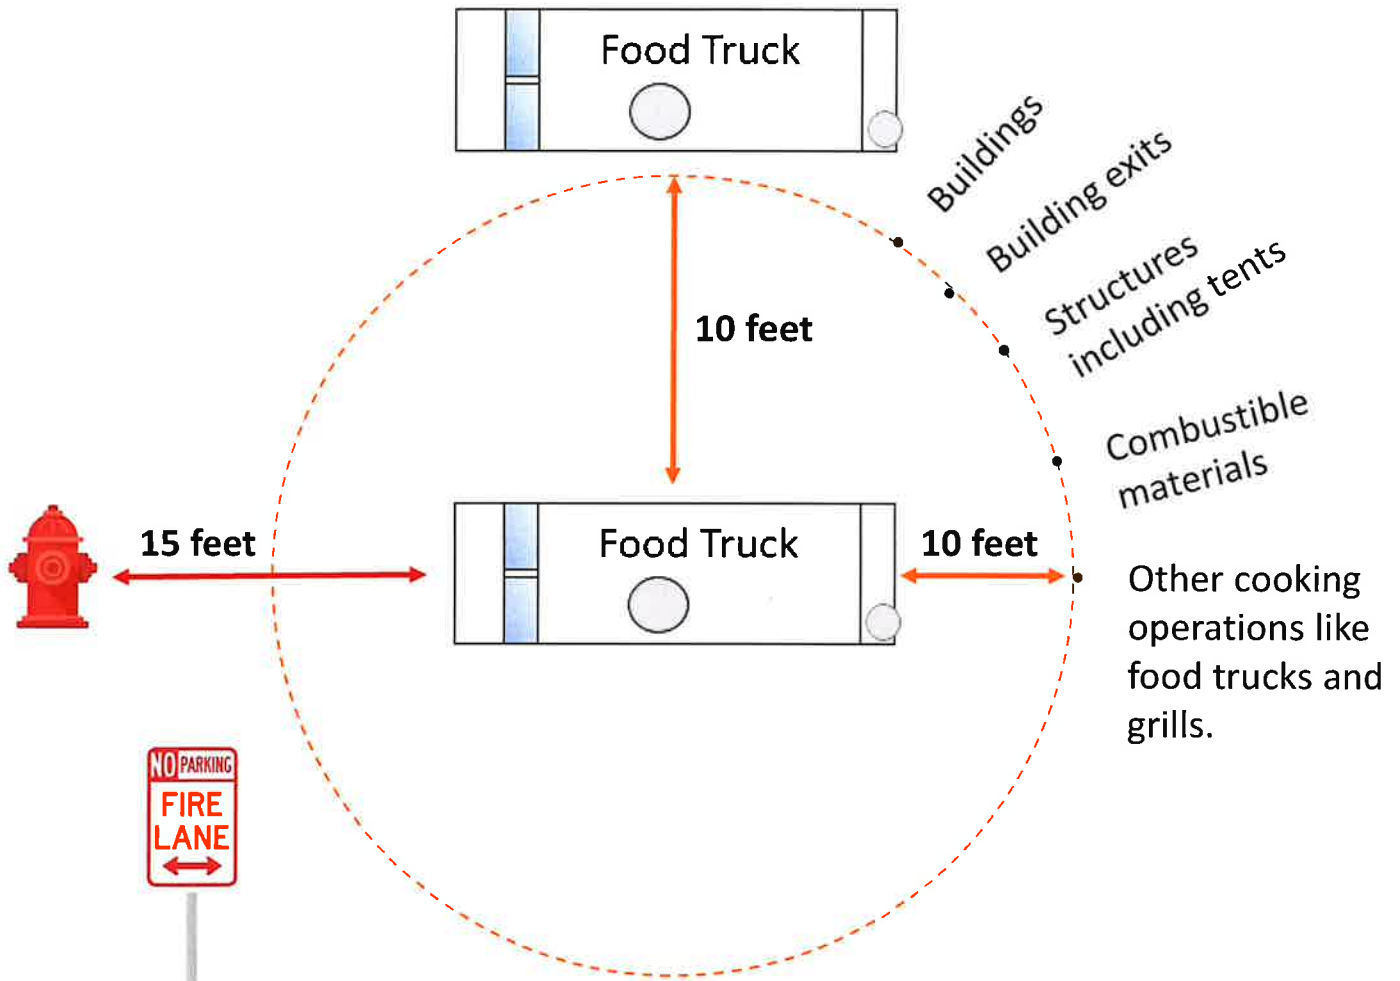 Food Truck
Buildings
Building exits
Structures
including tents
10 feet
Combustible
materials
15 feet
Food Truck
10 feet
Other cooking
operations like
food trucks and
grills.
NO PARKING
FIRE
LANE